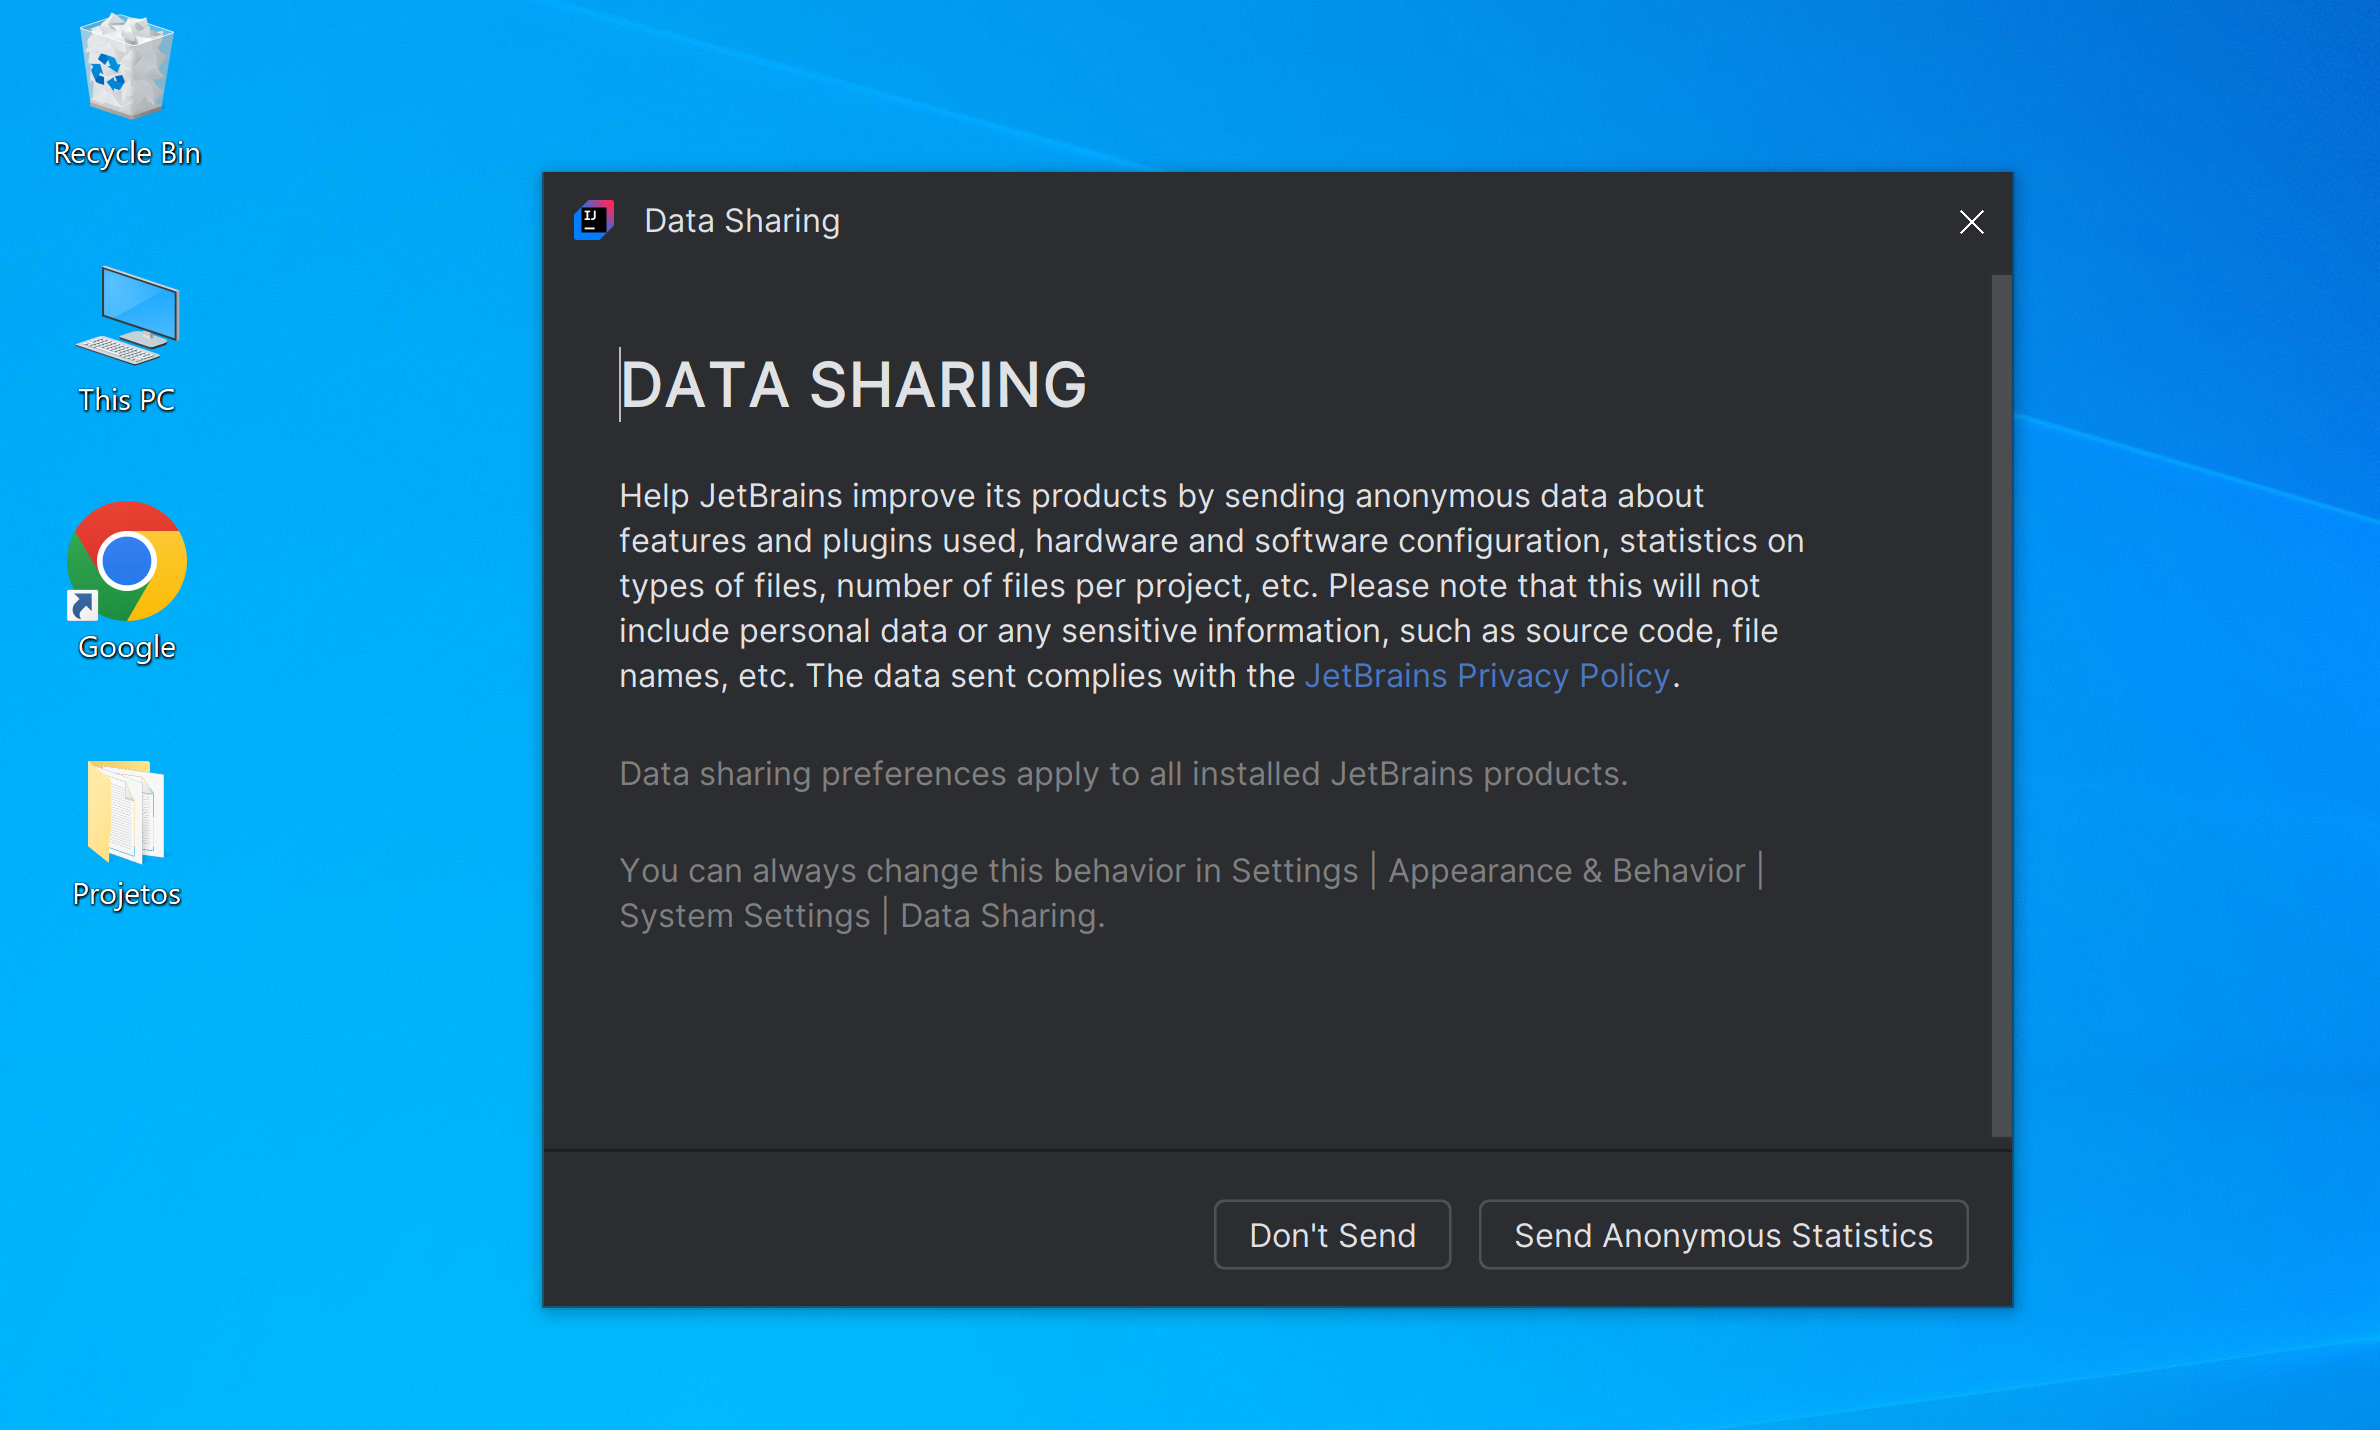 Recycle Bin
This PC
Google
Projetos
IJ
Data Sharing
DATA SHARING
Help JetBrains improve its products by sending anonymous data about
features and plugins used, hardware and software configuration, statistics on
types of files, number of files per project, etc. Please note that this will not
include personal data or any sensitive information, such as source code, file
names, etc. The data sent complies with the JetBrains Privacy Policy.
Data sharing preferences apply to all installed JetBrains products.
You can always change this behavior in Settings | Appearance & Behavior |
System Settings | Data Sharing.
Don't Send
Send Anonymous Statistics